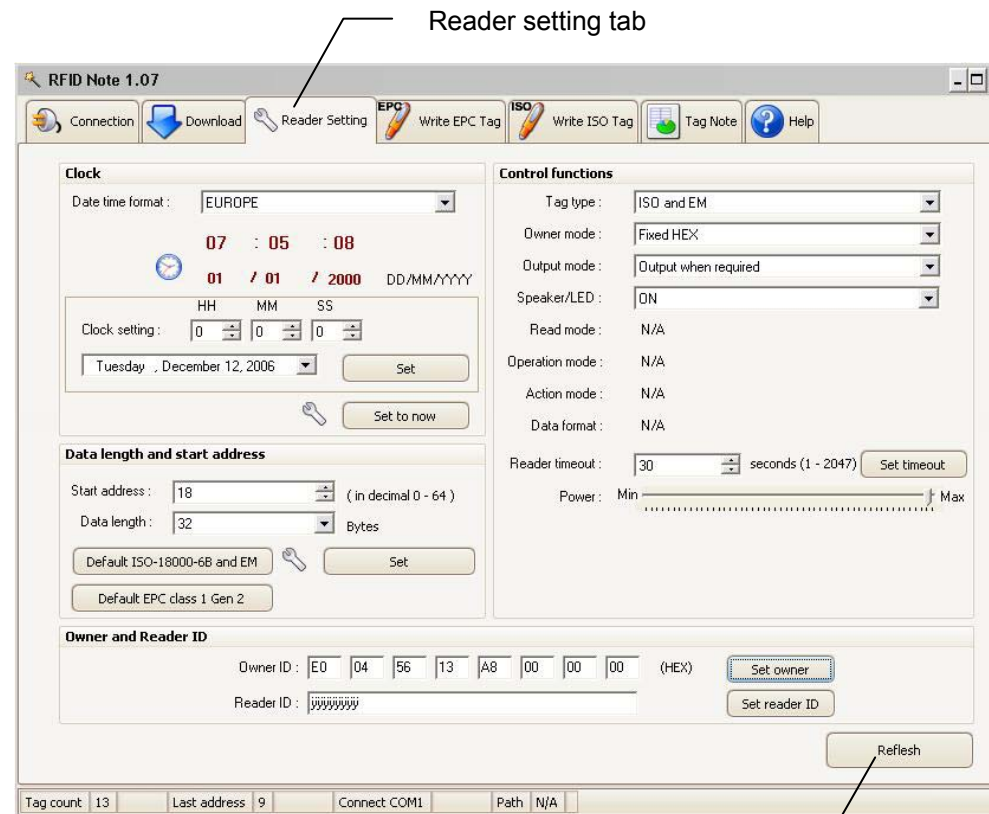 Reader setting tab
RFID Note 1.07
Connection Download Reader Setting EPC Write EPC Tag ISO Write ISO Tag Tag Note Help
Clock
Date time format : EUROPE
07 : 05 : 08
01 / 01 / 2000 DD/MM/YYYY
HH MM SS
Clock setting : 0 0 0
Tuesday , December 12, 2006 Set
Set to now
Data length and start address
Start address : 18 ( in decimal 0 - 64 )
Data length : 32 Bytes
Default ISO-18000-6B and EM Set
Default EPC class 1 Gen 2
Control functions
Tag type : ISO and EM
Owner mode : Fixed HEX
Output mode : Output when required
Speaker/LED : ON
Read mode : N/A
Operation mode : N/A
Action mode : N/A
Data format : N/A
Reader timeout : 30 seconds (1 - 2047) Set timeout
Power : Min Max
Owner and Reader ID
Owner ID : E0 04 56 13 A8 00 00 00 (HEX) Set owner
Reader ID : ÿÿÿÿÿÿÿÿ Set reader ID
Reflesh
Tag count 13 Last address 9 Connect COM1 Path N/A